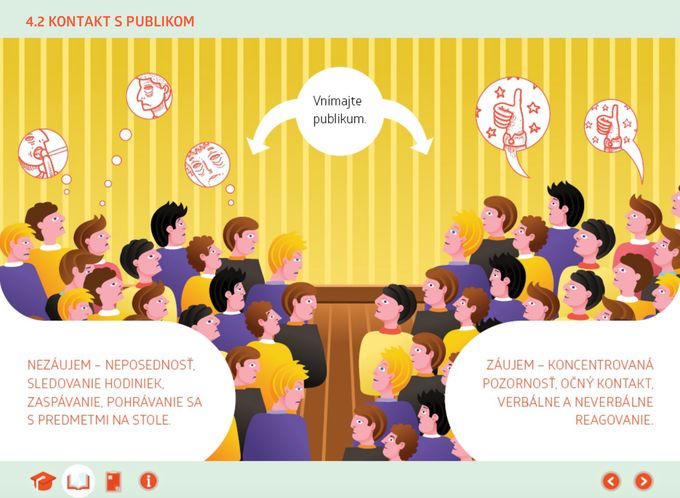 4.2 KONTAKT S PUBLIKOM
Vnímajte
publikum.
NEZÁUJEM – NEPOSEDNOSŤ,
SLEDOVANIE HODINIEK,
ZASPÁVANIE, POHRÁVANIE SA
S PREDMETMI NA STOLE.
ZÁUJEM – KONCENTROVANÁ
POZORNOSŤ, OČNÝ KONTAKT,
VERBÁLNE A NEVERBÁLNE
REAGOVANIE.